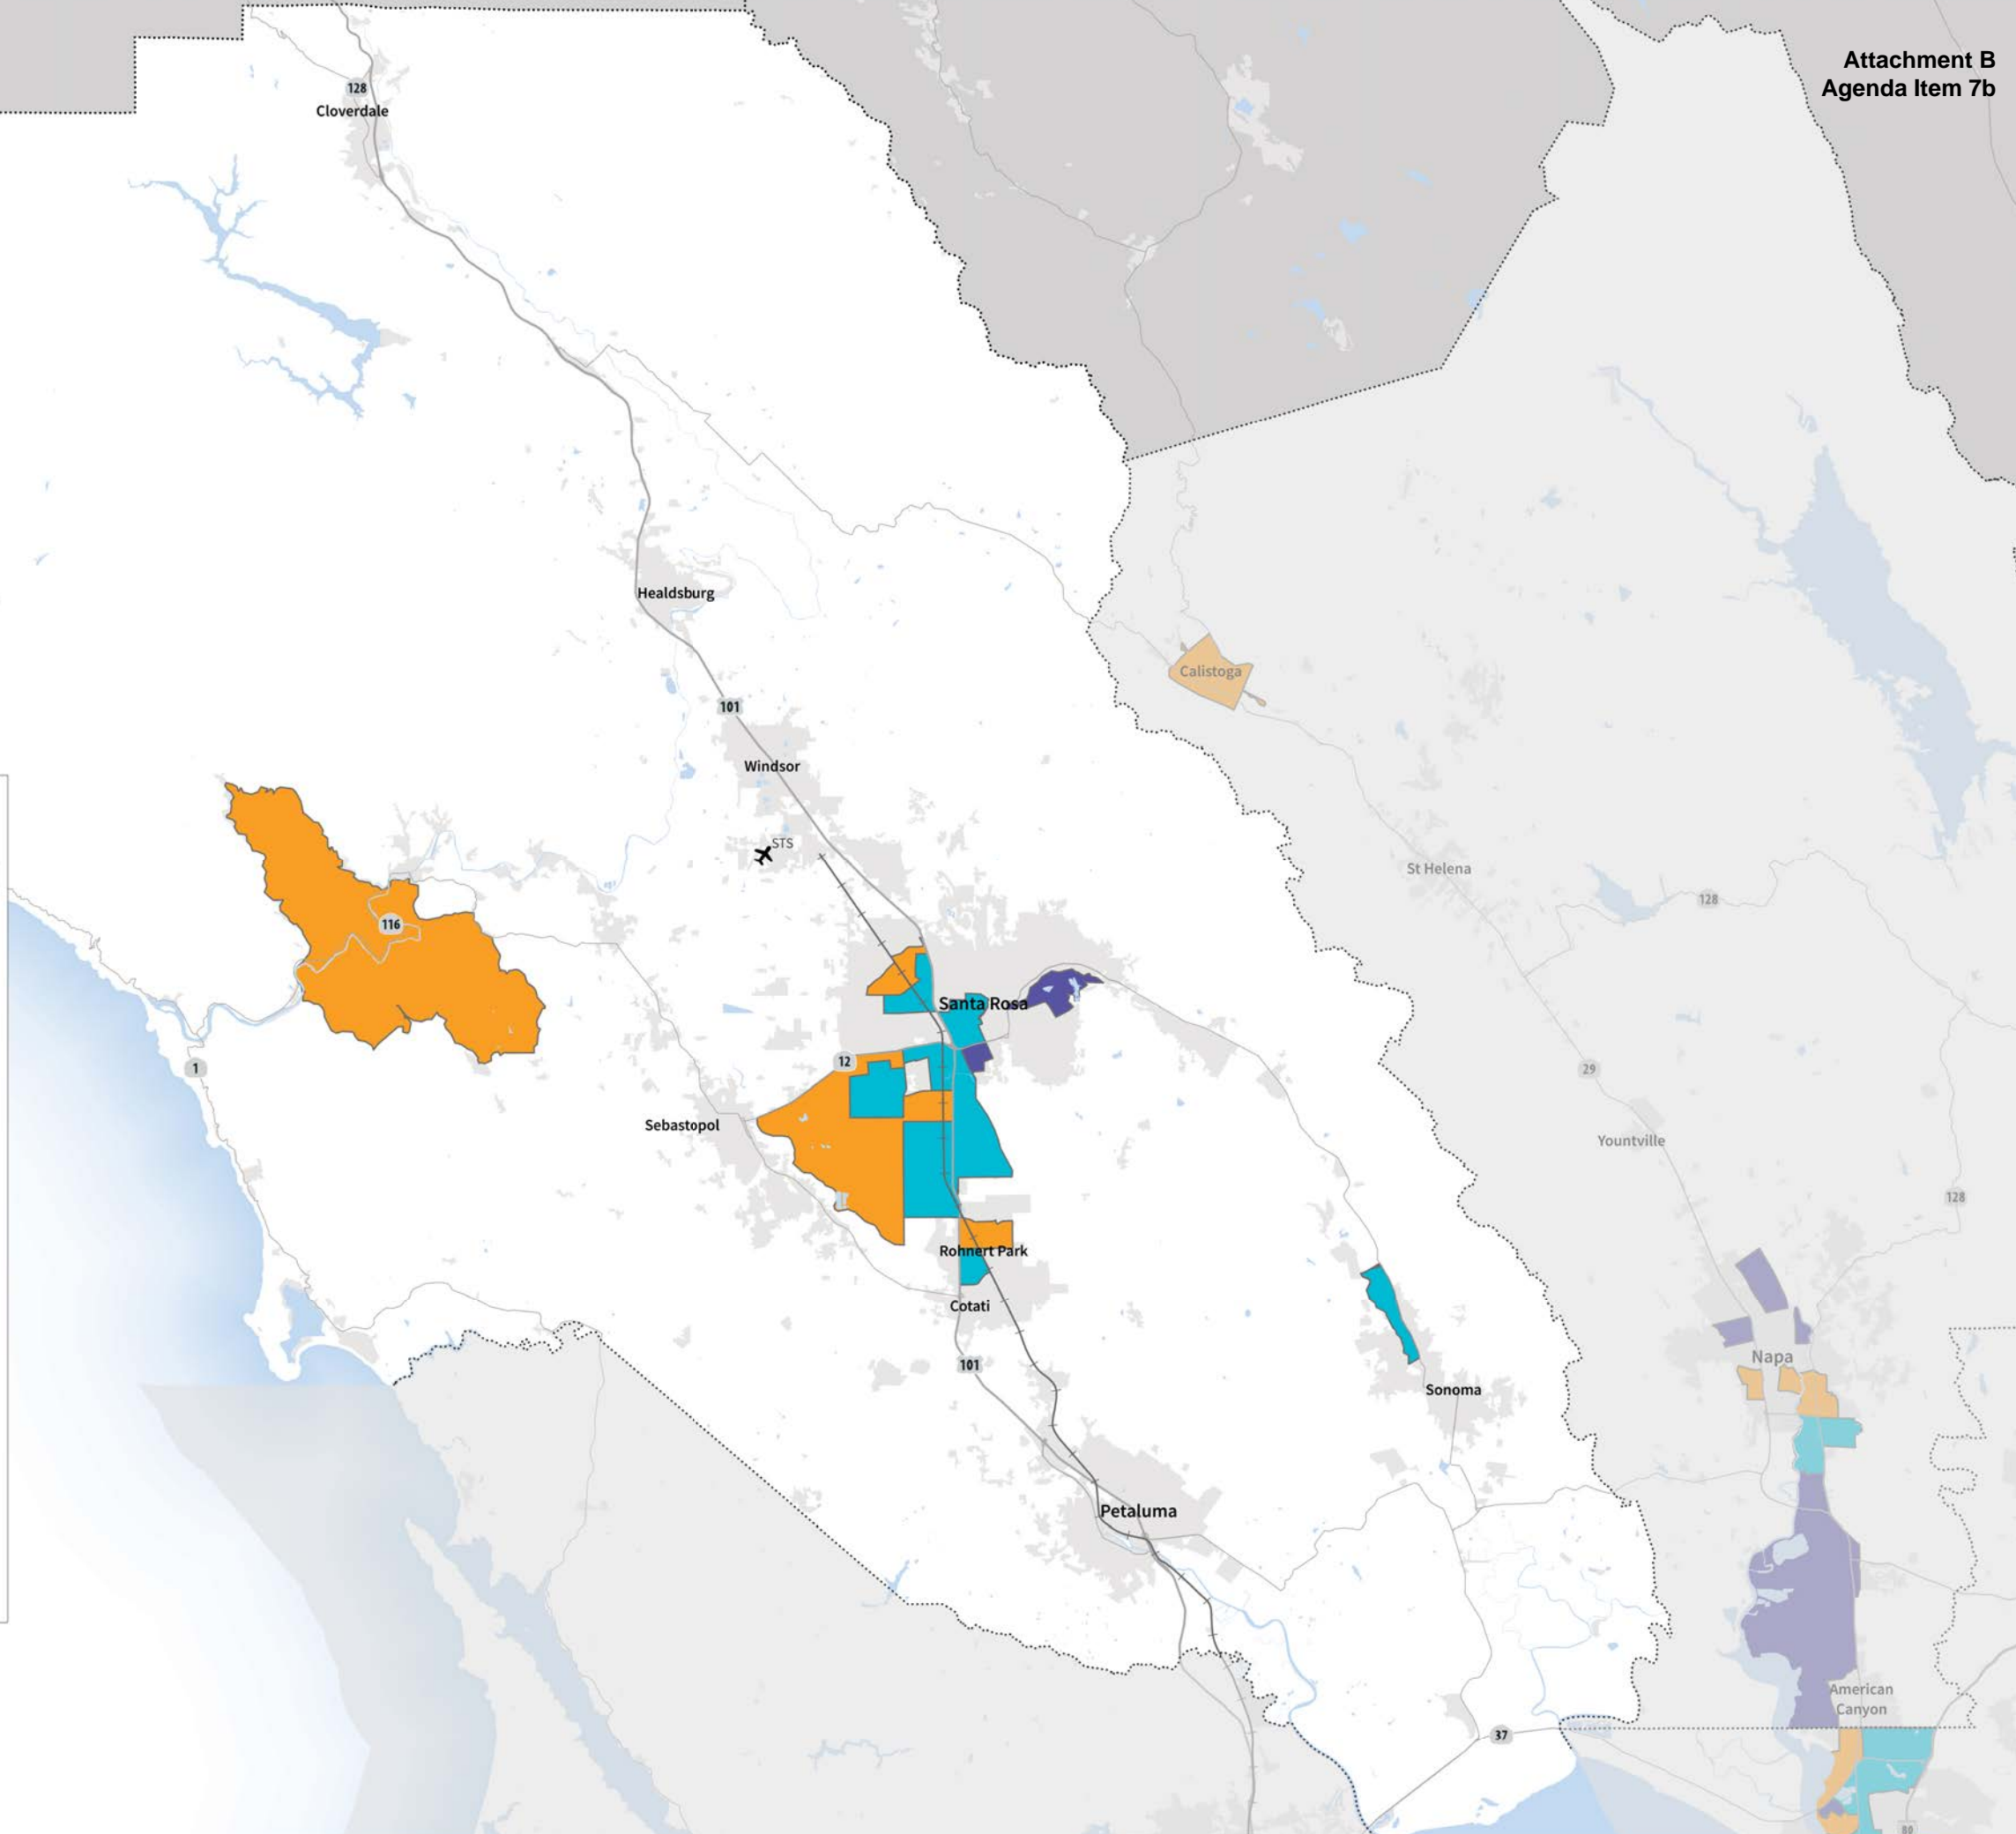 Attachment B
Agenda Item 7b
128
Cloverdale
Healdsburg
Calistoga
101
Windsor
STS
St Helena
128
116
Santa Rosa
12
1
29
Sebastopol
Yountville
128
Rohnert Park
Cotati
101
Napa
Sonoma
Petaluma
American
Canyon
37
80